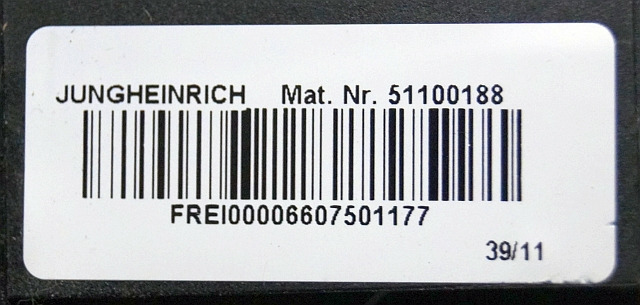 JUNGHEINRICH Mat. Nr. 51100188
FREI00006607501177
39/11